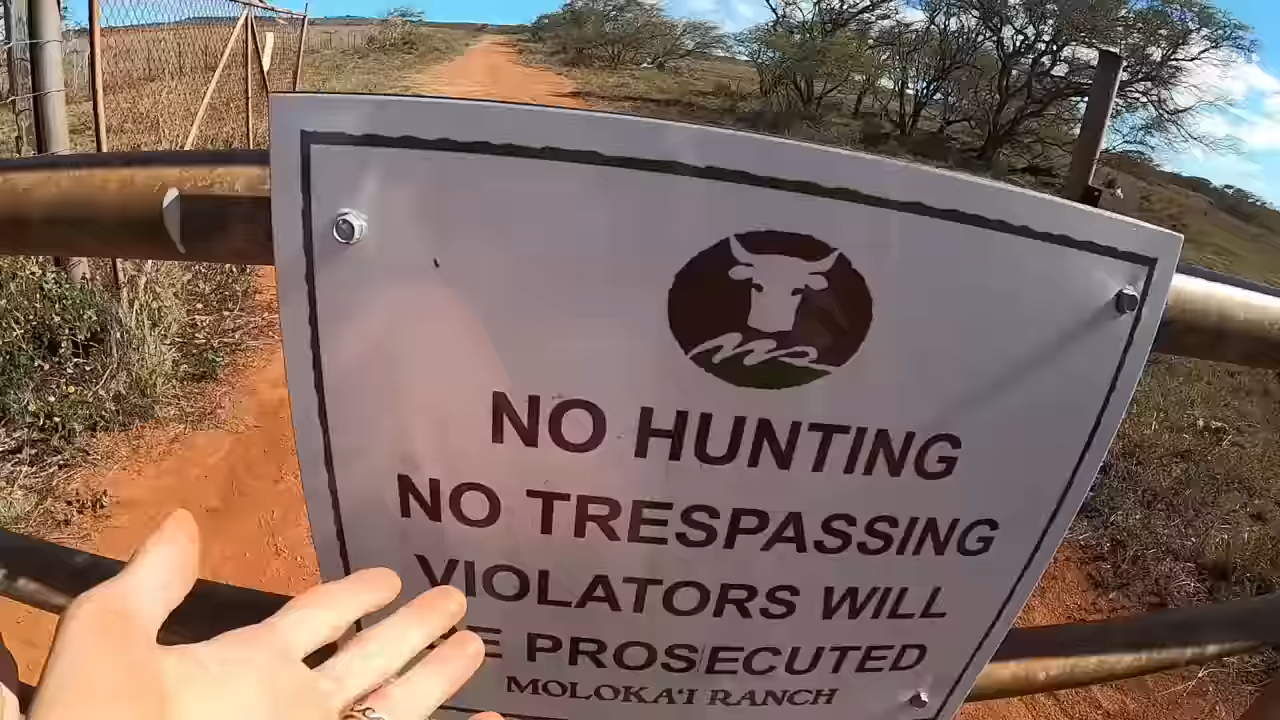 NO HUNTING
NO TRESPASSING
VIOLATORS WILL
E PROSECUTED
MOLOKA‘I RANCH